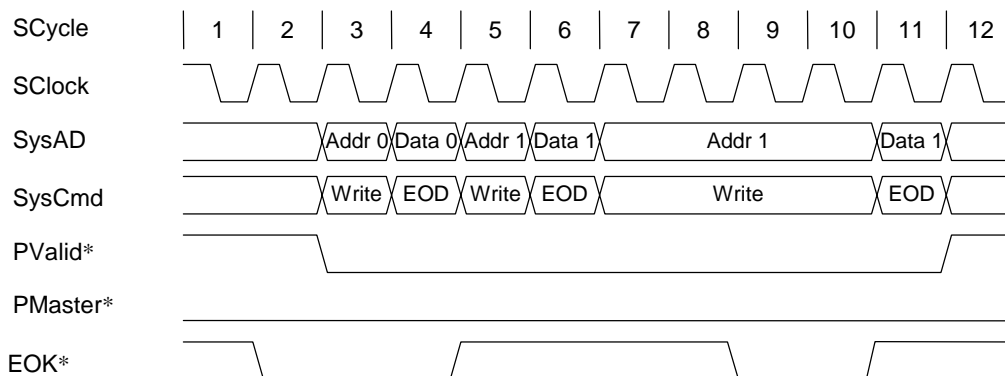 SCycle 1 2 3 4 5 6 7 8 9 10 11 12
SClock
SysAD Addr 0 Data 0 Addr 1 Data 1 Addr 1 Data 1
SysCmd Write EOD Write EOD Write EOD
PValid*
PMaster*
EOK*